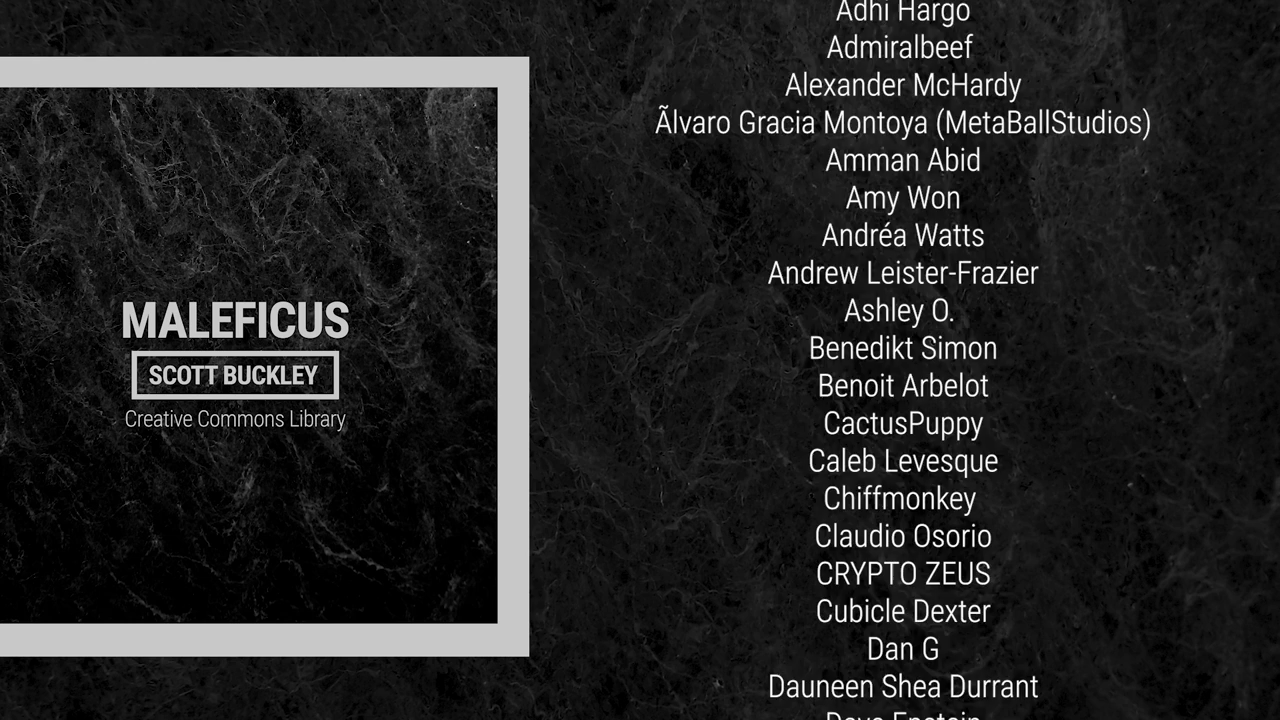 MALEFICUS
SCOTT BUCKLEY
Creative Commons Library
Adhi Hargo
Admiralbeef
Alexander McHardy
Ãlvaro Gracia Montoya (MetaBallStudios)
Amman Abid
Amy Won
Andréa Watts
Andrew Leister-Frazier
Ashley O.
Benedikt Simon
Benoit Arbelot
CactusPuppy
Caleb Levesque
Chiffmonkey
Claudio Osorio
CRYPTO ZEUS
Cubicle Dexter
Dan G
Dauneen Shea Durrant
Dave Epstein